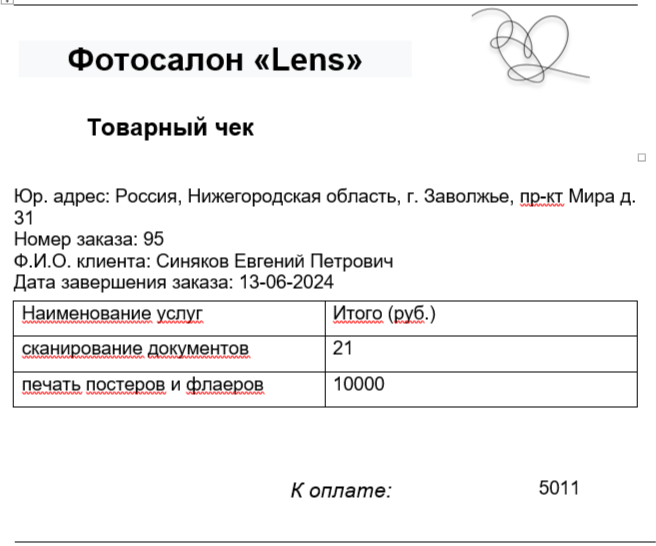 Фотосалон «Lens»
Товарный чек
Юр. адрес: Россия, Нижегородская область, г. Заволжье, пр-кт Мира д.
31
Номер заказа: 95
Ф.И.О. клиента: Синяков Евгений Петрович
Дата завершения заказа: 13-06-2024
Наименование услуг Итого (руб.)
сканирование документов 21
печать постеров и флаеров 10000
К оплате: 5011